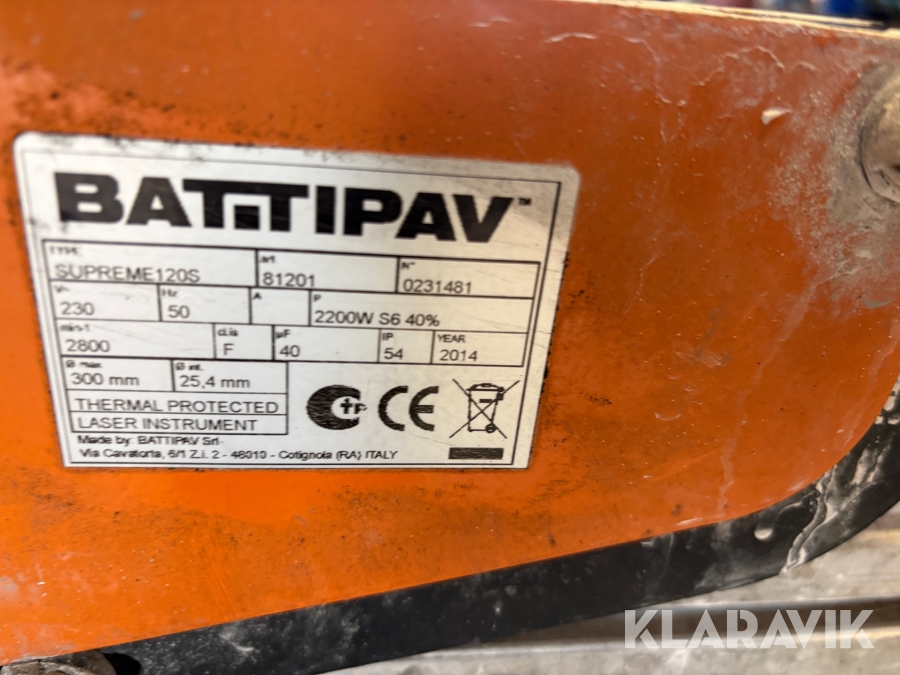 BATTIPAV™
TYPE art N°
SUPREME120S 81201 0231481
V~ Hz A P
230 50 2200W S6 40%
min-1 cl.is µF IP YEAR
2800 F 40 54 2014
Ø max Ø int.
300 mm 25,4 mm
THERMAL PROTECTED
LASER INSTRUMENT
Made by: BATTIPAV Srl
Via Cavatorta, 6/1 Z.i. 2 - 48010 - Cotignola (RA) ITALY
CE
KLARAVIK